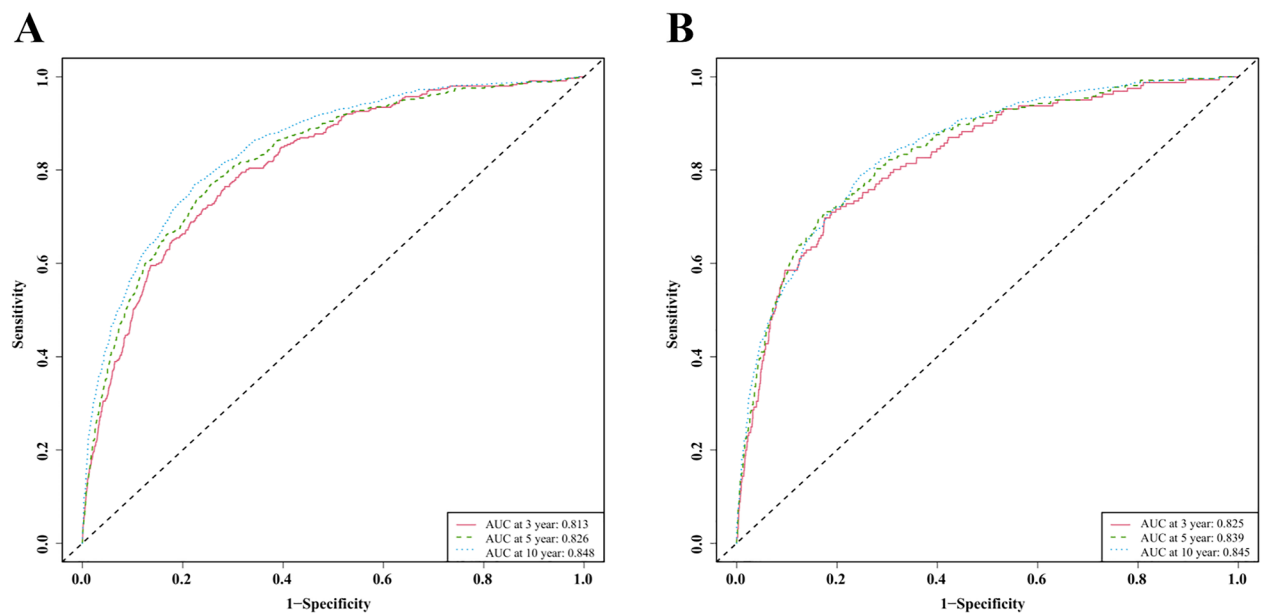 A
1.0
0.8
0.6
0.4
0.2
0.0
Sensitivity
AUC at 3 year: 0.813
AUC at 5 year: 0.826
AUC at 10 year: 0.848
0.0 0.2 0.4 0.6 0.8 1.0
1−Specificity
B
1.0
0.8
0.6
0.4
0.2
0.0
Sensitivity
AUC at 3 year: 0.825
AUC at 5 year: 0.839
AUC at 10 year: 0.845
0.0 0.2 0.4 0.6 0.8 1.0
1−Specificity